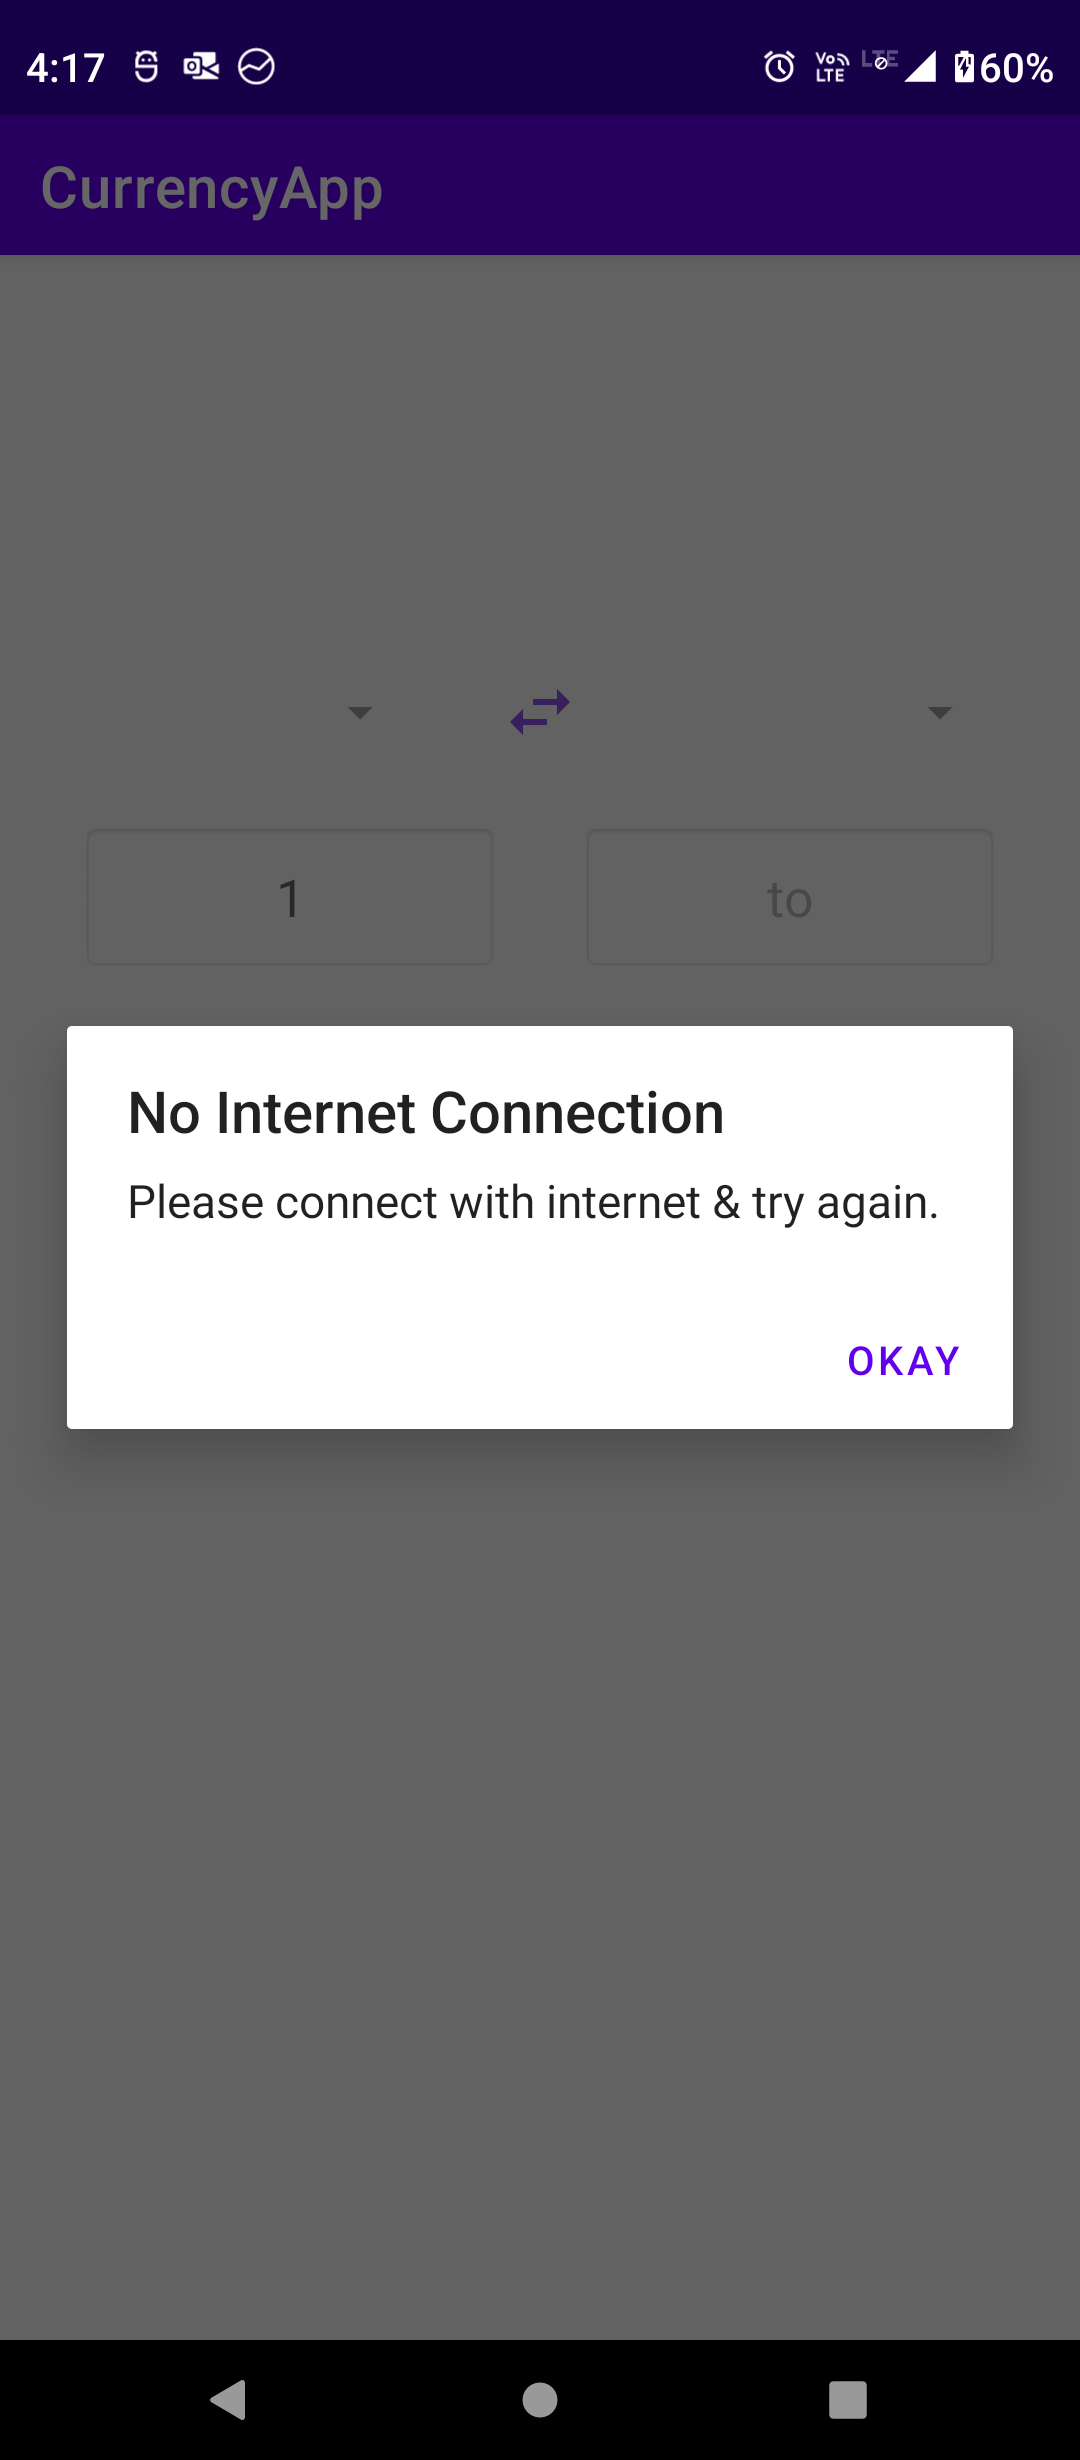 4:17 Vo LTE LTE 60%
CurrencyApp
1 to
No Internet Connection
Please connect with internet & try again.
OKAY